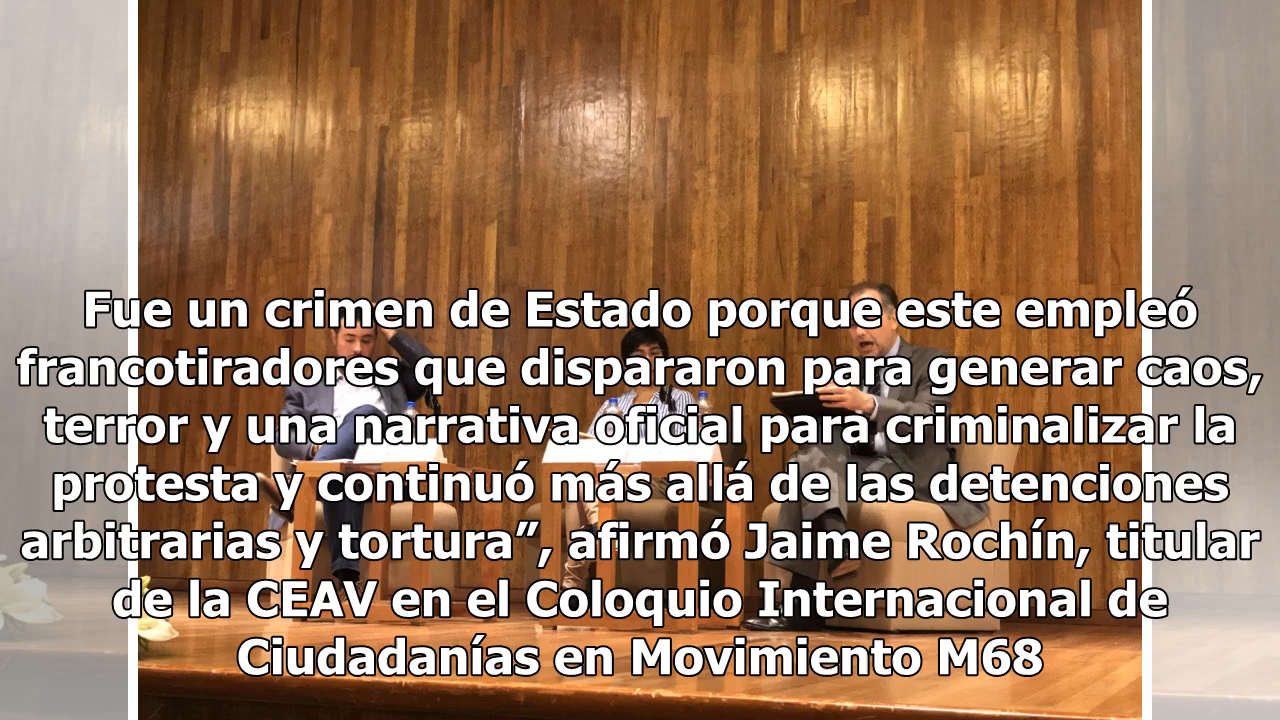 Fue un crimen de Estado porque este empleó
francotiradores que dispararon para generar caos,
terror y una narrativa oficial para criminalizar la
protesta y continuó más allá de las detenciones
arbitrarias y tortura”, afirmó Jaime Rochín, titular
de la CEAV en el Coloquio Internacional de
Ciudadanías en Movimiento M68